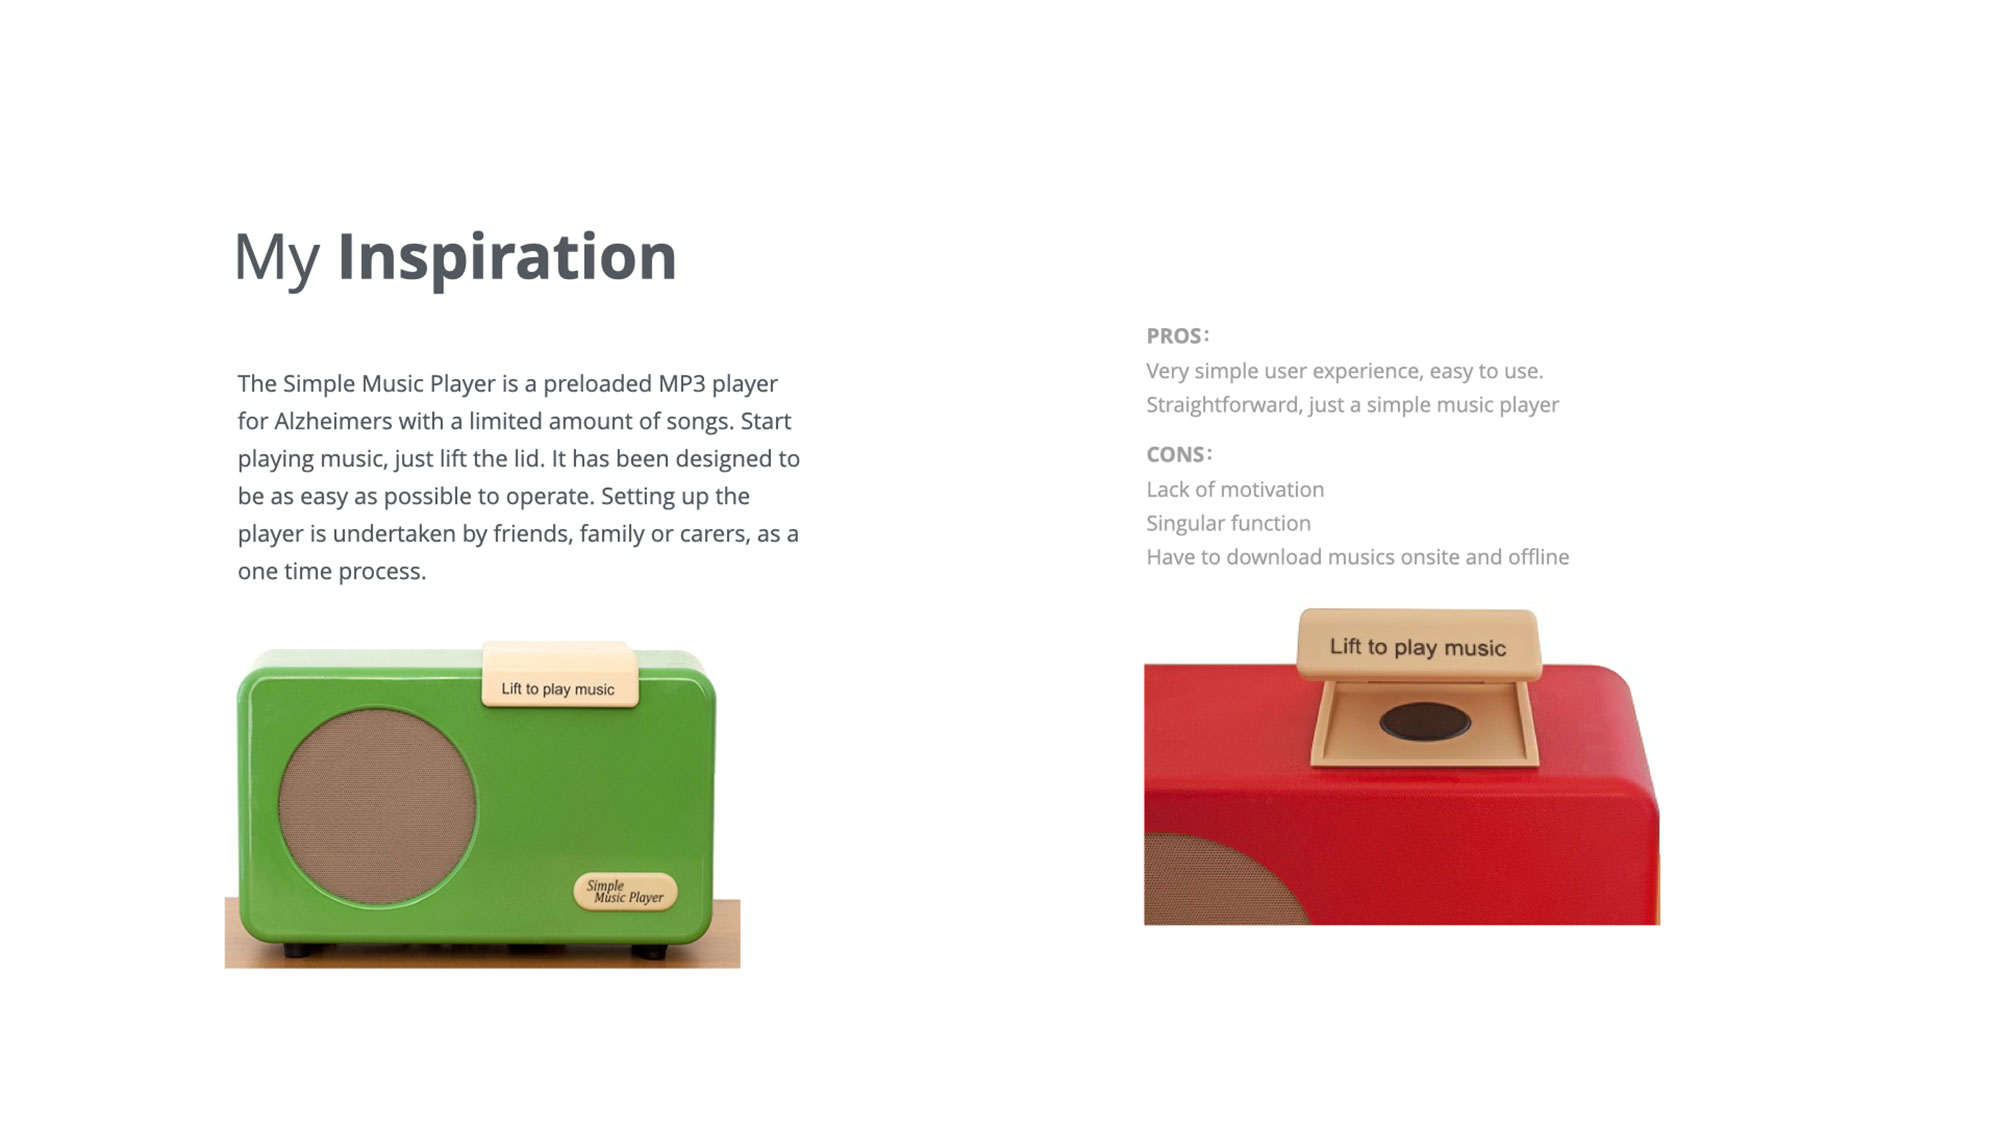 My Inspiration
The Simple Music Player is a preloaded MP3 player
for Alzheimers with a limited amount of songs. Start
playing music, just lift the lid. It has been designed to
be as easy as possible to operate. Setting up the
player is undertaken by friends, family or carers, as a
one time process.
Lift to play music
Simple
Music Player
PROS:
Very simple user experience, easy to use.
Straightforward, just a simple music player
CONS:
Lack of motivation
Singular function
Have to download musics onsite and offline
Lift to play music